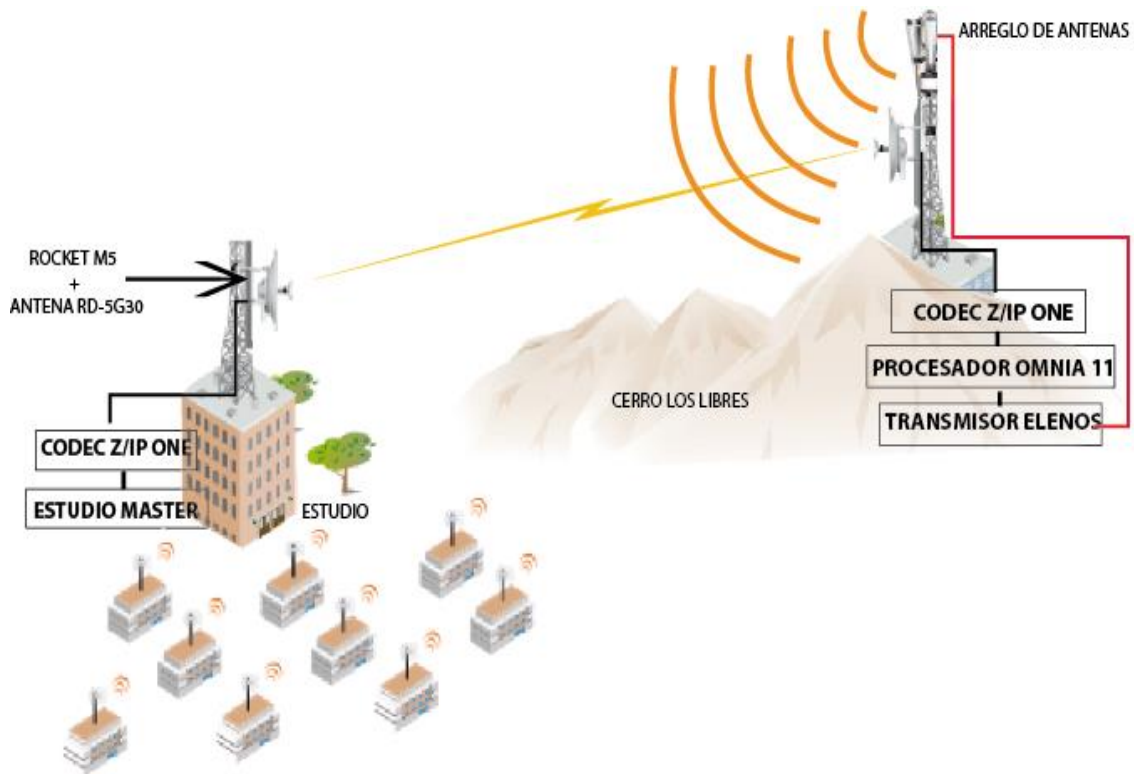 ARREGLO DE ANTENAS
ROCKET M5
+
ANTENA RD-5G30
CODEC Z/IP ONE
PROCESADOR OMNIA 11
TRANSMISOR ELENOS
CERRO LOS LIBRES
CODEC Z/IP ONE
ESTUDIO MASTER
ESTUDIO